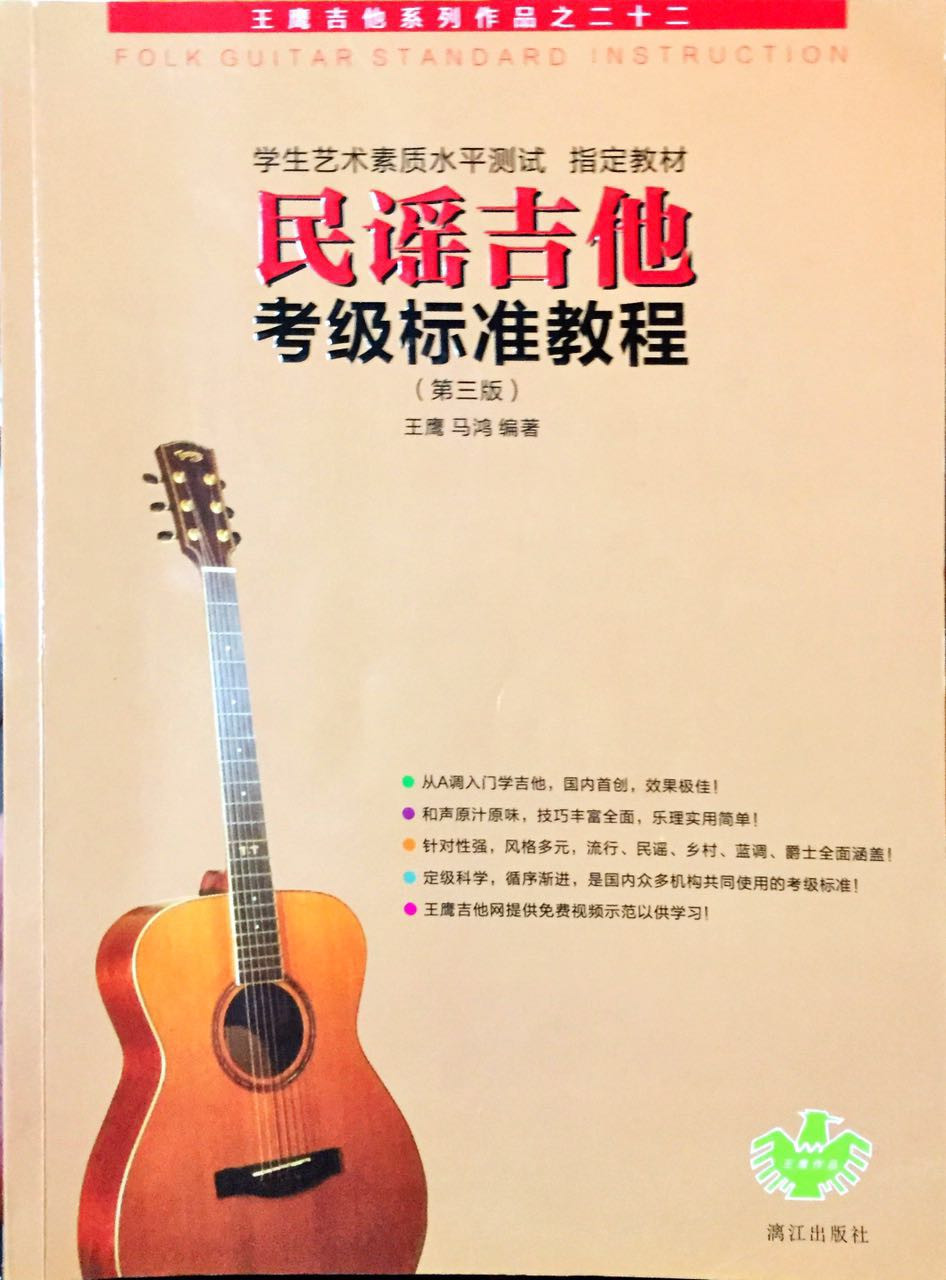 王鹰吉他系列作品之二十二
FOLK GUITAR STANDARD INSTRUCTION
学生艺术素质水平测试 指定教材
民谣吉他
考级标准教程
（第三版）
王鹰 马鸿 编著
从A调入门学吉他，国内首创，效果极佳！
和声原汁原味，技巧丰富全面，乐理实用简单！
针对性强，风格多元，流行、民谣、乡村、蓝调、爵士全面涵盖！
定级科学，循序渐进，是国内众多机构共同使用的考级标准！
王鹰吉他网提供免费视频示范以供学习！
王鹰作品
漓江出版社